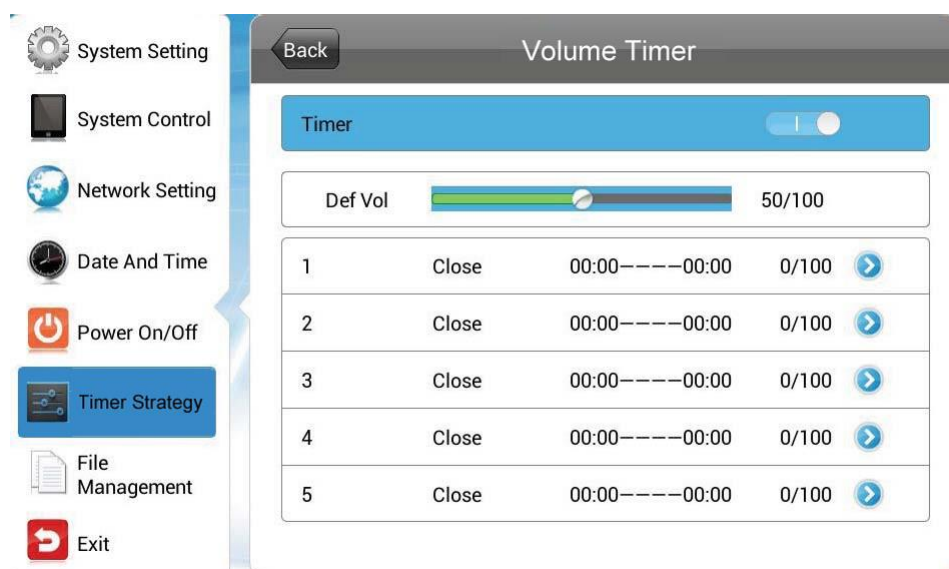 System Setting
System Control
Network Setting
Date And Time
Power On/Off
Timer Strategy
File
Management
Exit
Back
Volume Timer
Timer
Def Vol 50/100
1 Close 00:00----00:00 0/100
2 Close 00:00----00:00 0/100
3 Close 00:00----00:00 0/100
4 Close 00:00----00:00 0/100
5 Close 00:00----00:00 0/100